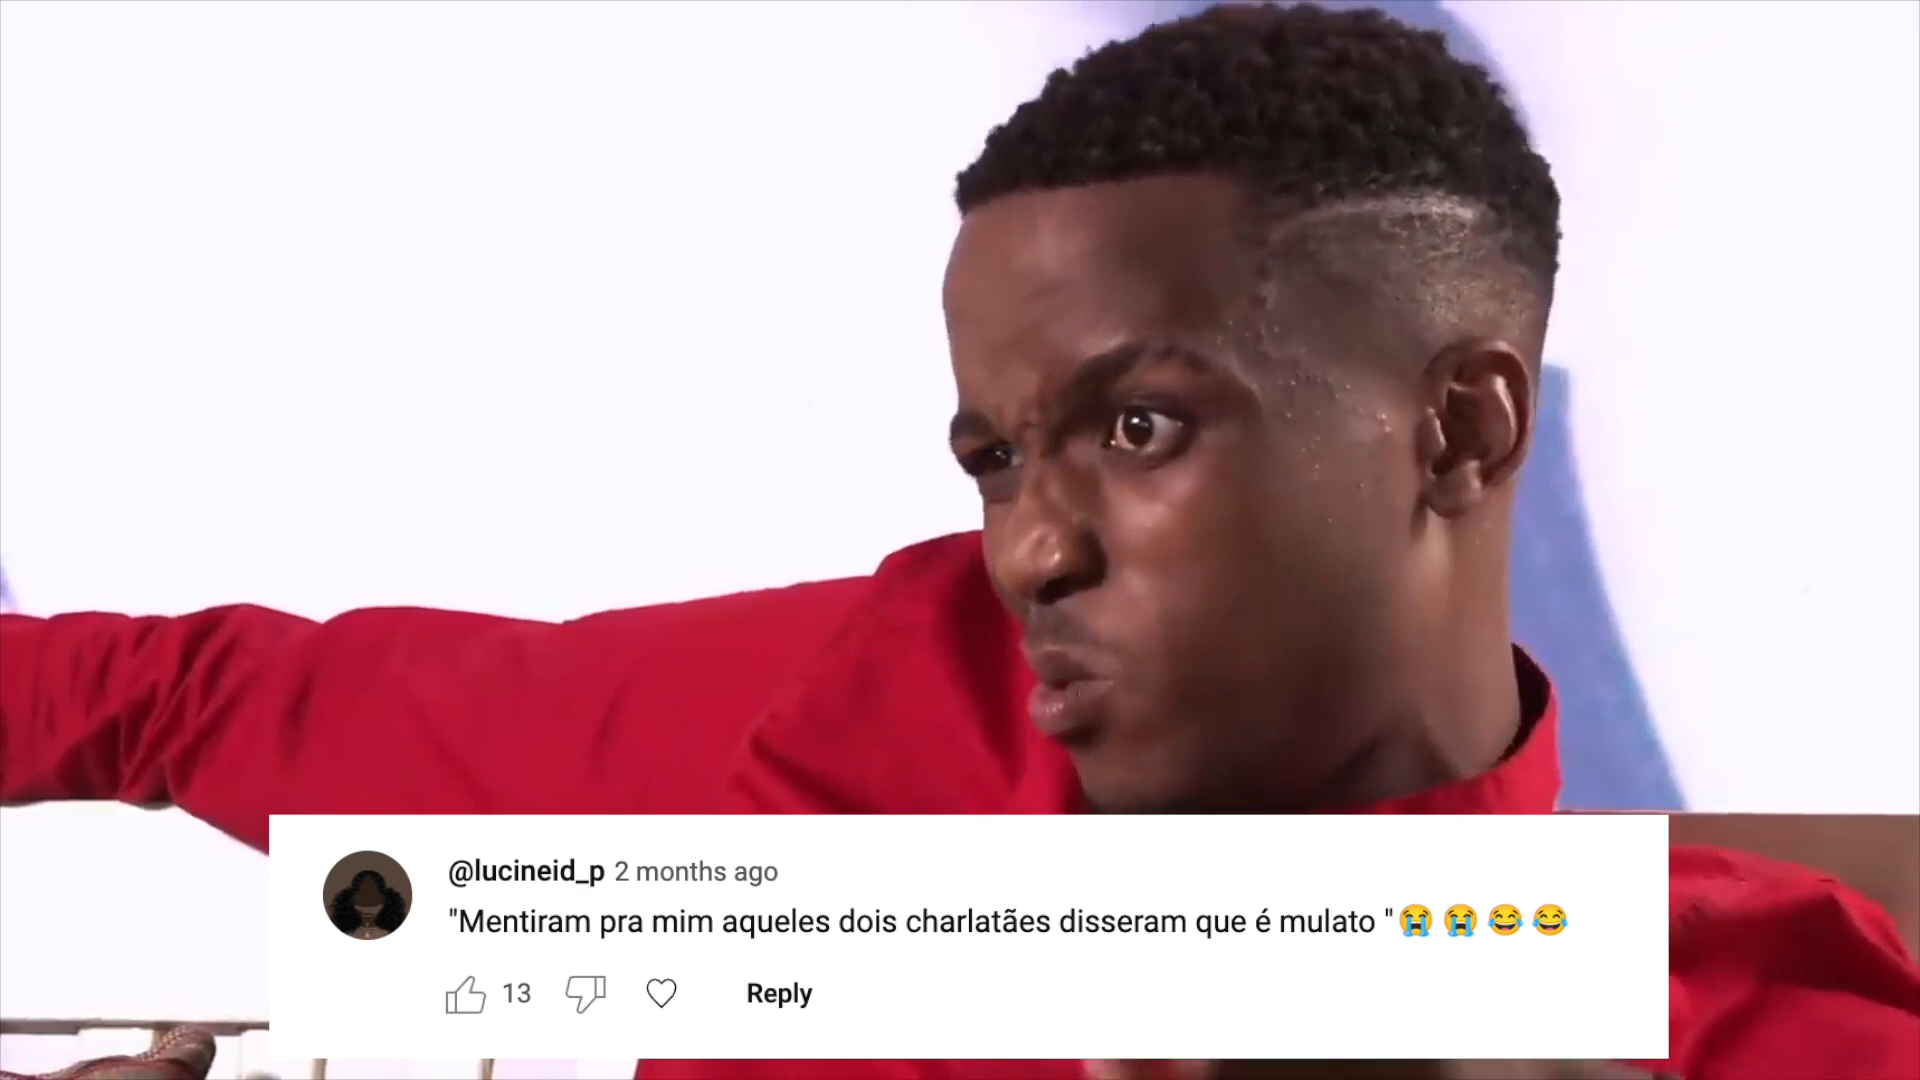 @lucineid_p 2 months ago
"Mentiram pra mim aqueles dois charlatães disseram que é mulato "😭😭😂😂
13
Reply